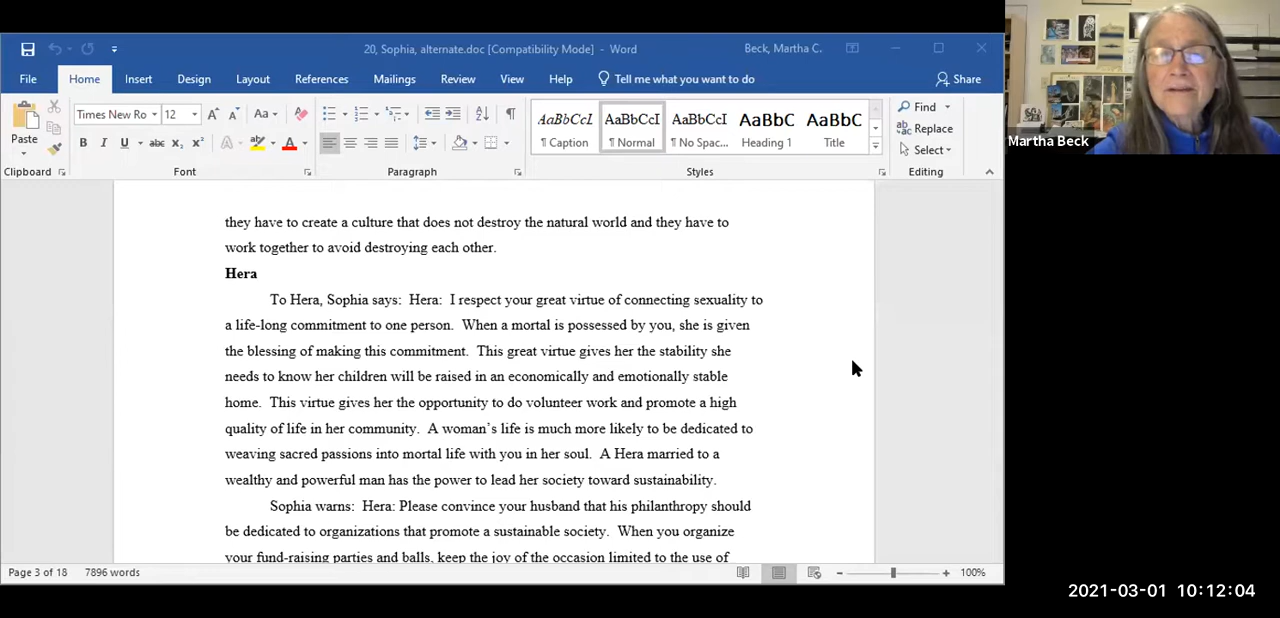 20, Sophia, alternate.doc [Compatibility Mode] - Word
Beck, Martha C.
File Home Insert Design Layout References Mailings Review View Help Tell me what you want to do Share
Times New Ro 12 Aa
Find
Paste
Replace
B I U abc x₂ x² A ab A
Select
AaBbCcL AaBbCcI AaBbCcI AaBbC AaBbC
¶ Caption ¶ Normal ¶ No Spac... Heading 1 Title
Clipboard Font Paragraph Styles Editing
Martha Beck
they have to create a culture that does not destroy the natural world and they have to
work together to avoid destroying each other.
Hera
To Hera, Sophia says: Hera: I respect your great virtue of connecting sexuality to
a life-long commitment to one person. When a mortal is possessed by you, she is given
the blessing of making this commitment. This great virtue gives her the stability she
needs to know her children will be raised in an economically and emotionally stable
home. This virtue gives her the opportunity to do volunteer work and promote a high
quality of life in her community. A woman's life is much more likely to be dedicated to
weaving sacred passions into mortal life with you in her soul. A Hera married to a
wealthy and powerful man has the power to lead her society toward sustainability.
Sophia warns: Hera: Please convince your husband that his philanthropy should
be dedicated to organizations that promote a sustainable society. When you organize
your fund-raising parties and balls, keep the joy of the occasion limited to the use of
Page 3 of 18 7896 words
100%
2021-03-01 10:12:04